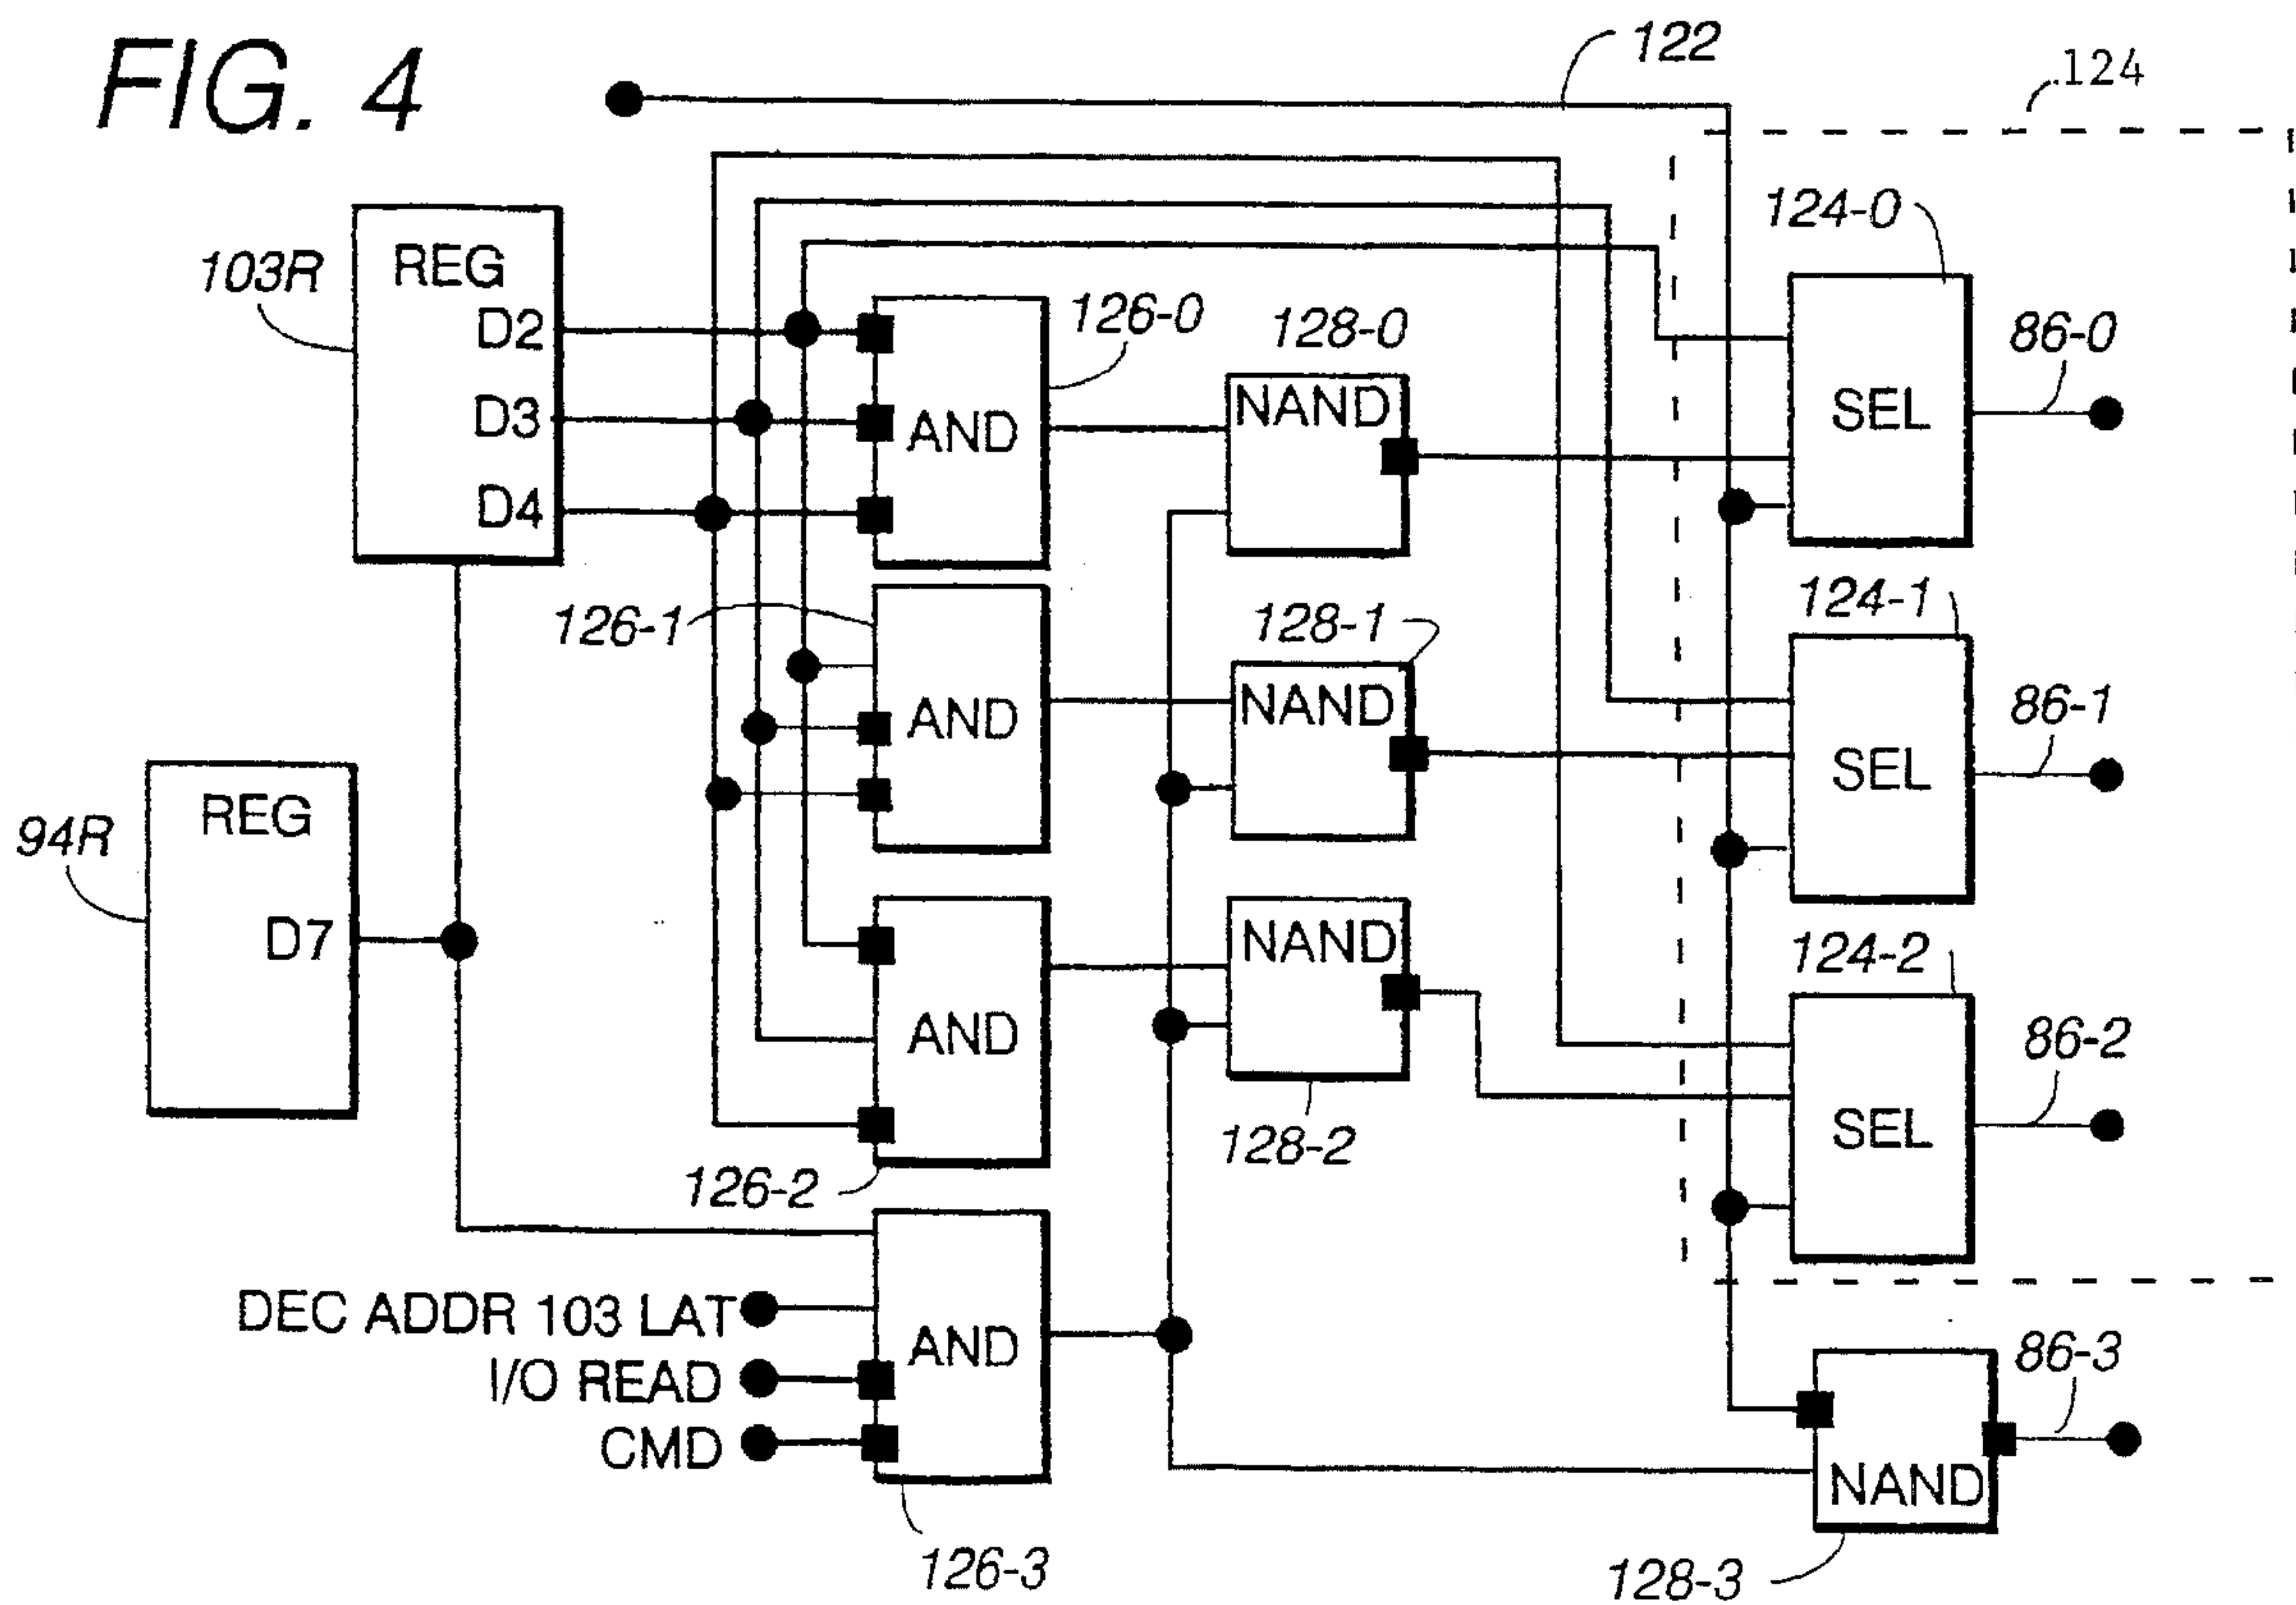 FIG. 4
122
.124
124-0
103R
REG
D2
D3
D4
126-0
AND
128-0
NAND
SEL
86-0
126-1
AND
128-1
NAND
124-1
SEL
86-1
94R
REG
D7
126-2
AND
NAND
128-2
124-2
SEL
86-2
DEC ADDR 103 LAT
I/O READ
CMD
AND
126-3
86-3
NAND
128-3